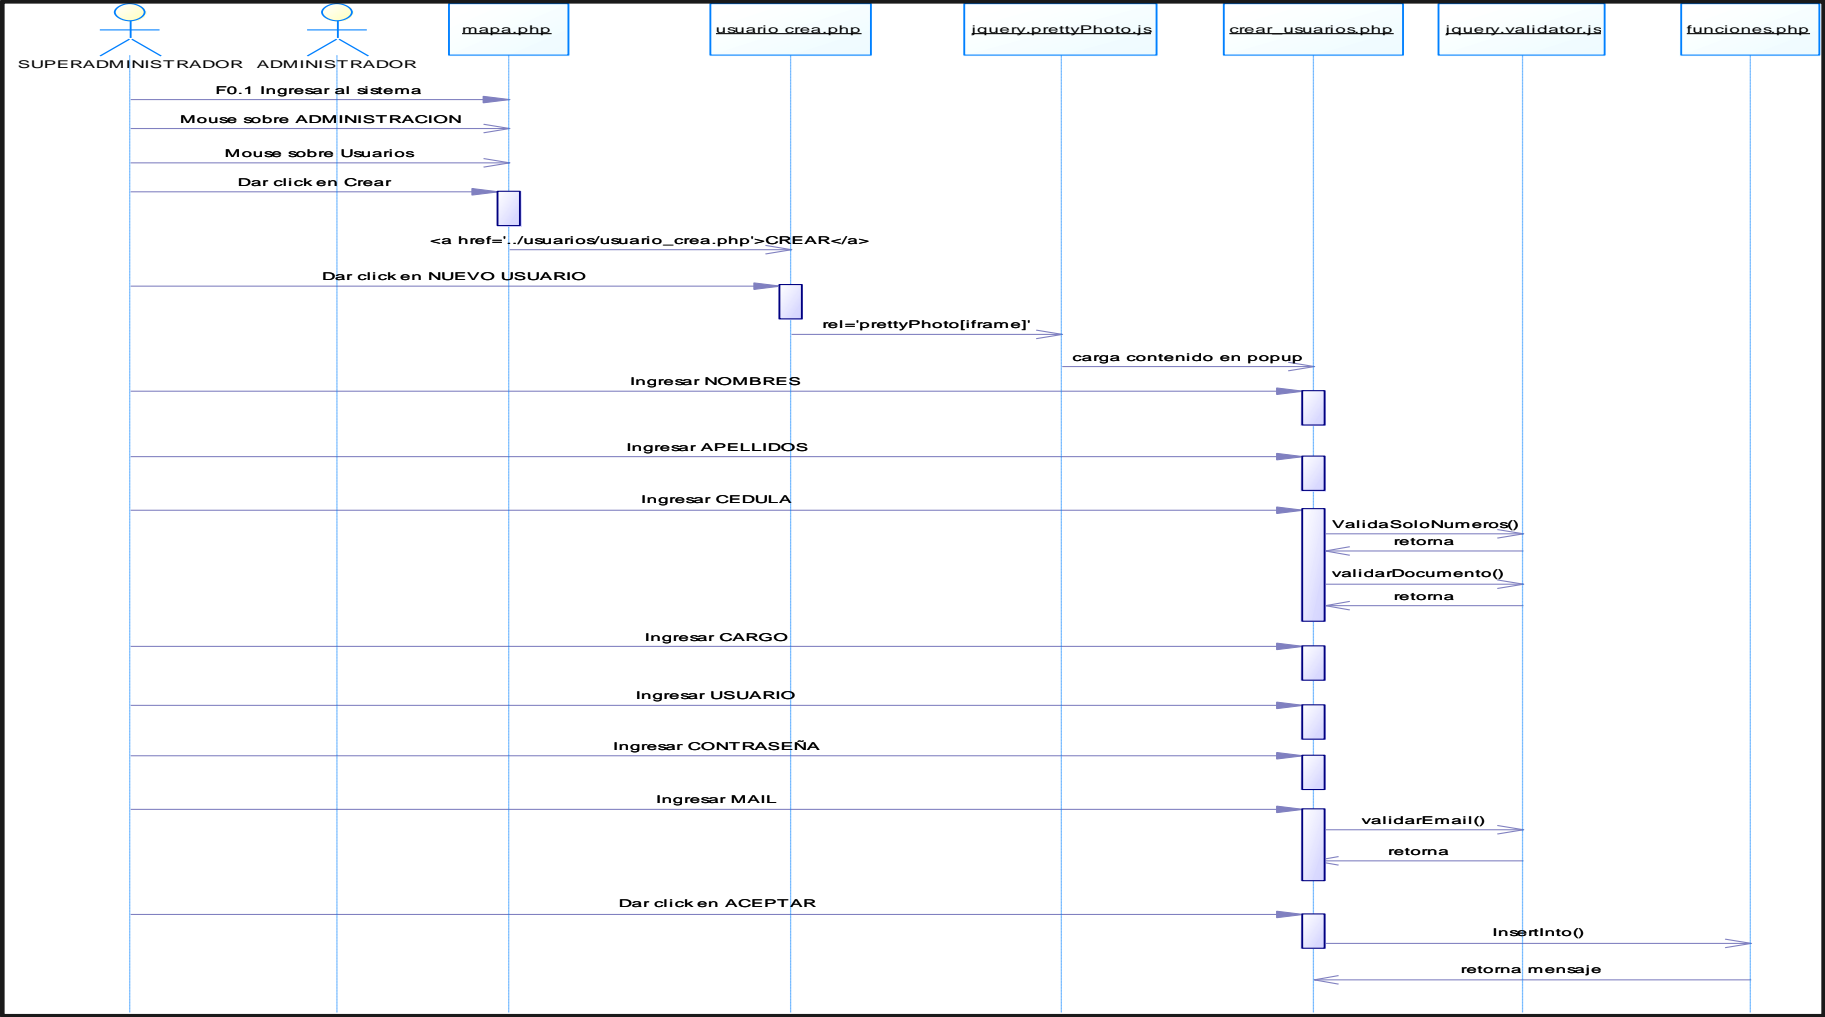 mapa.php
usuario crea.php
jquery.prettyPhoto.js
crear_usuarios.php
jquery.validator.js
funciones.php
SUPERADMINISTRADOR
ADMINISTRADOR
F0.1 Ingresar al sistema
Mouse sobre ADMINISTRACION
Mouse sobre Usuarios
Dar click en Crear
<a href='../usuarios/usuario_crea.php'>CREAR</a>
Dar click en NUEVO USUARIO
rel='prettyPhoto[iframe]'
carga contenido en popup
Ingresar NOMBRES
Ingresar APELLIDOS
Ingresar CEDULA
ValidaSoloNumeros()
retorna
validarDocumento()
retorna
Ingresar CARGO
Ingresar USUARIO
Ingresar CONTRASEÑA
Ingresar MAIL
validarEmail()
retorna
Dar click en ACEPTAR
InsertInto()
retorna mensaje